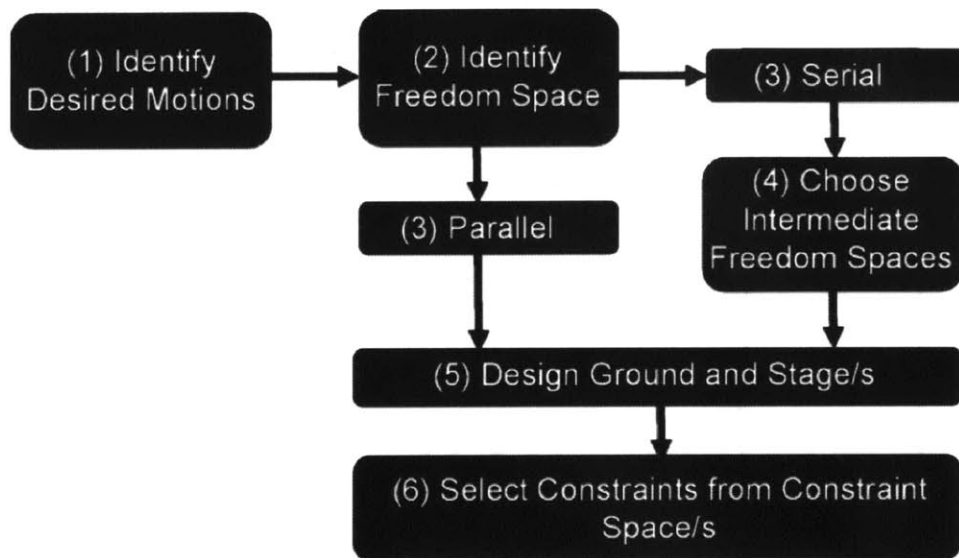 (1) Identify
Desired Motions
(2) Identify
Freedom Space
(3) Serial
(3) Parallel
(4) Choose
Intermediate
Freedom Spaces
(5) Design Ground and Stage/s
(6) Select Constraints from Constraint
Space/s